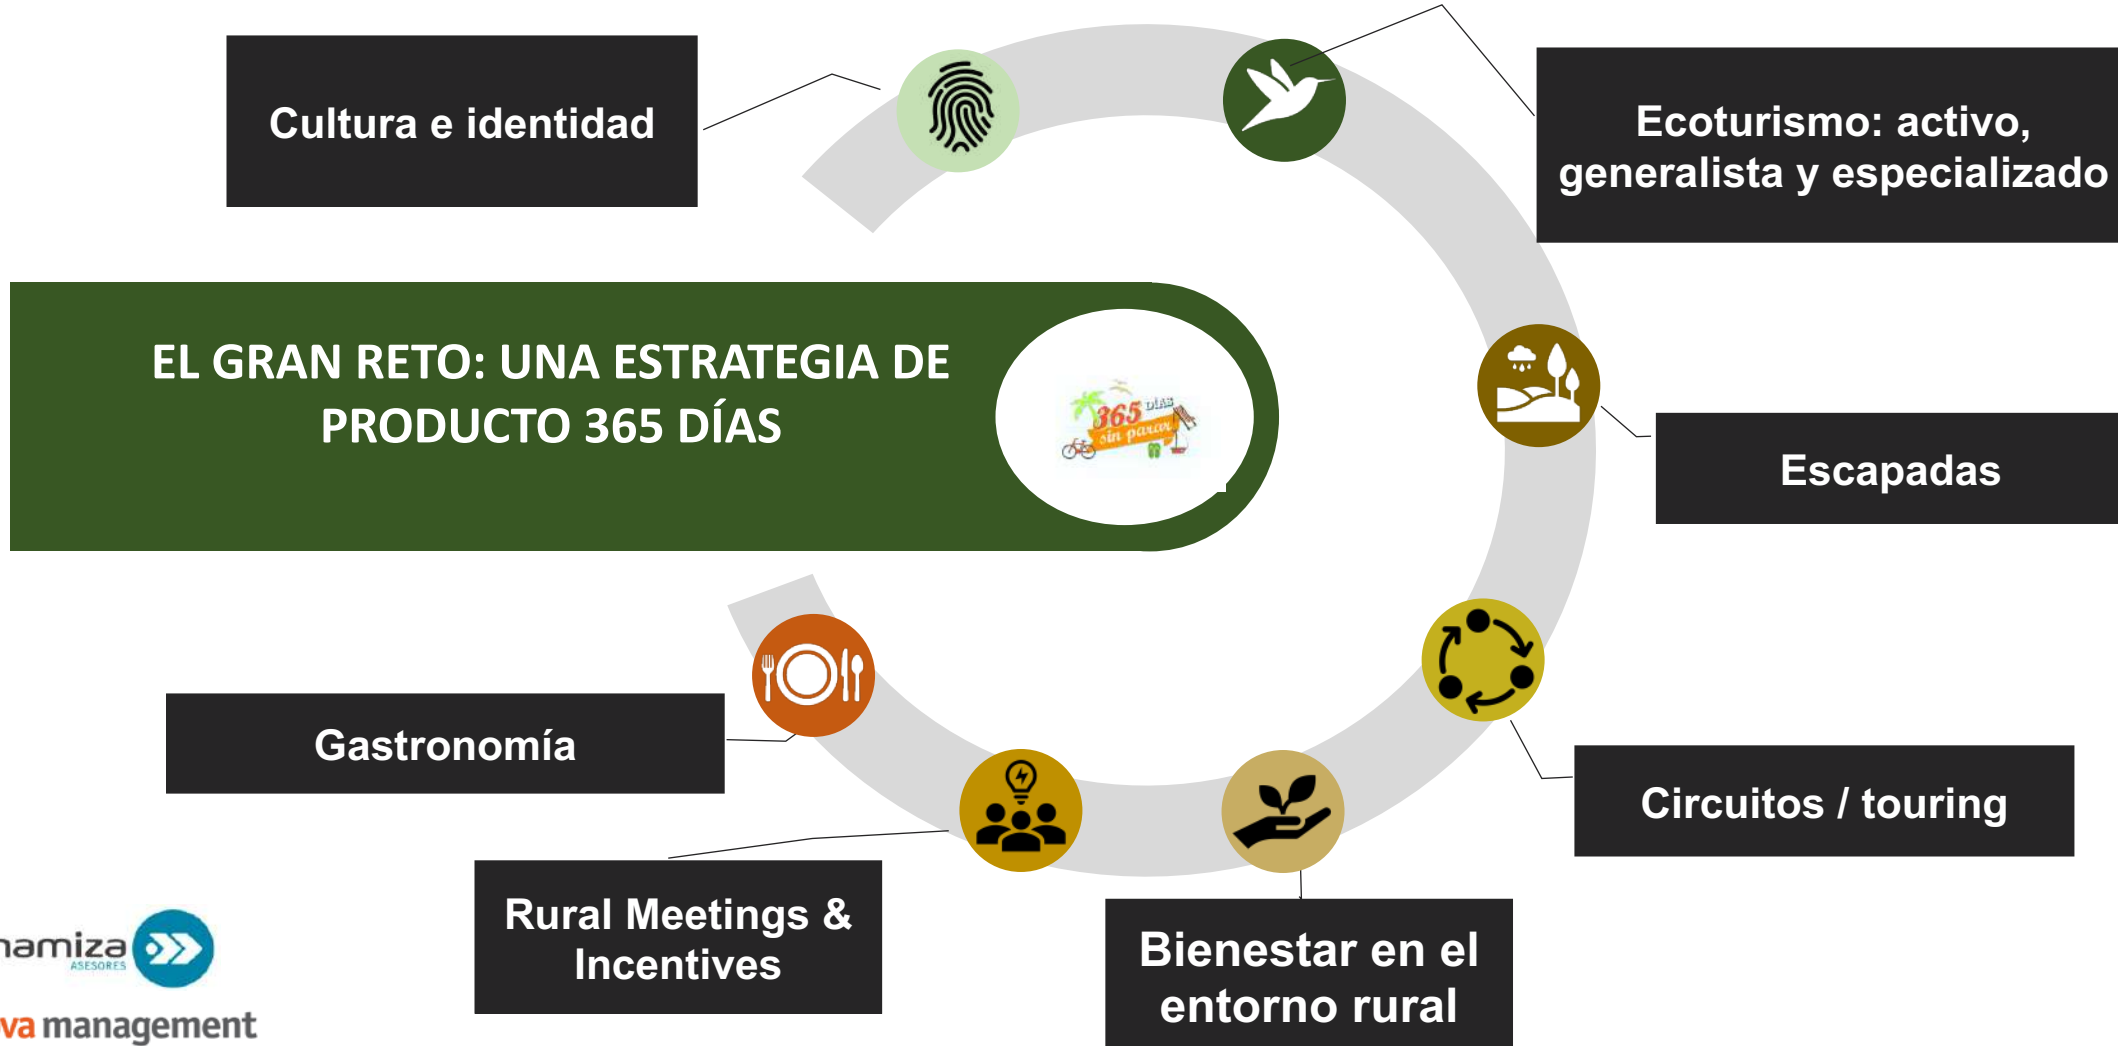 Cultura e identidad
Ecoturismo: activo,
generalista y especializado
EL GRAN RETO: UNA ESTRATEGIA DE
PRODUCTO 365 DÍAS
365 DÍAS
sin parar
Escapadas
Gastronomía
Circuitos / touring
Rural Meetings &
Incentives
Bienestar en el
entorno rural
namiza
ASESORES
va management